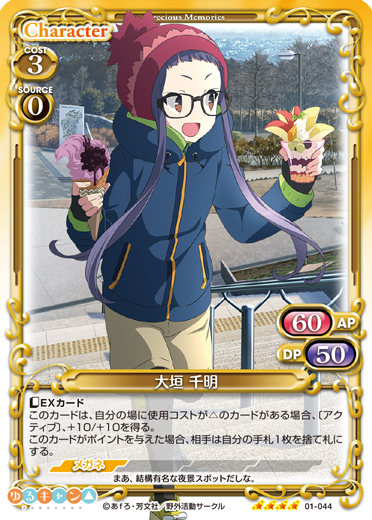 Precious Memories
Character
COST
3
SOURCE
0
60 AP
DP 50
大垣 千明
EXカード
このカードは、自分の場に使用コストが△のカードがある場合、〔アク
ティブ〕、+10/+10を得る。
このカードがポイントを与えた場合、相手は自分の手札1枚を捨て札に
する。
メガネ
まあ、結構有名な夜景スポットだしな。
ゆるキャン△
©あfろ・芳文社／野外活動サークル
★★★★ 01-044